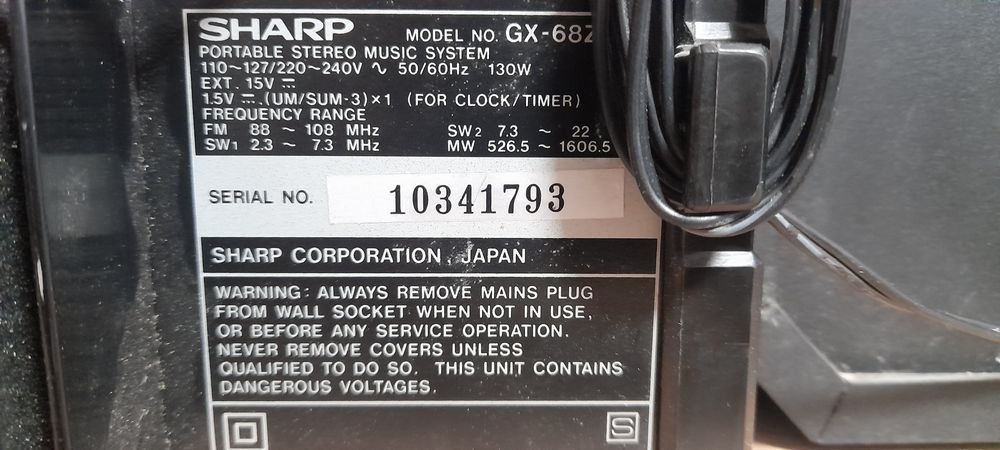 SHARP MODEL NO. GX-68Z
PORTABLE STEREO MUSIC SYSTEM
110~127/220~240V ∿ 50/60Hz 130W
EXT. 15V ⎓
1.5V ⎓ (UM/SUM-3)×1 (FOR CLOCK/TIMER)
FREQUENCY RANGE
FM 88 ~ 108 MHz SW2 7.3 ~ 22
SW1 2.3 ~ 7.3 MHz MW 526.5 ~ 1606.5
SERIAL NO. 10341793
SHARP CORPORATION, JAPAN
WARNING: ALWAYS REMOVE MAINS PLUG
FROM WALL SOCKET WHEN NOT IN USE,
OR BEFORE ANY SERVICE OPERATION.
NEVER REMOVE COVERS UNLESS
QUALIFIED TO DO SO. THIS UNIT CONTAINS
DANGEROUS VOLTAGES.
S